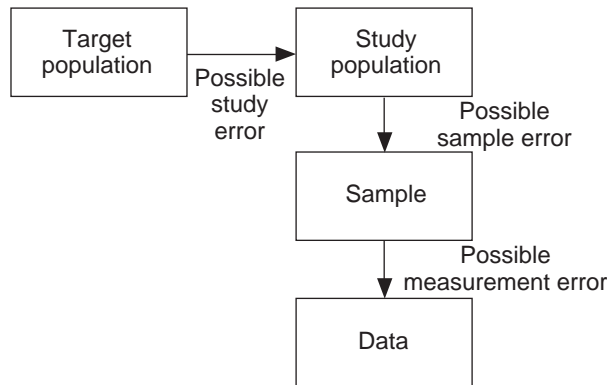 Target
population
Possible
study
error
Study
population
Possible
sample error
Sample
Possible
measurement error
Data